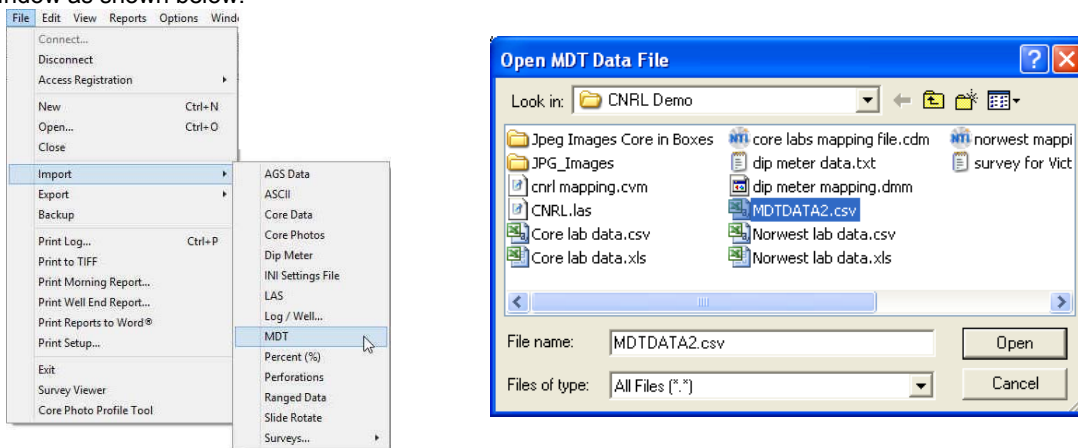 indow as shown below.
File Edit View Reports Options Wind
Connect...
Disconnect
Access Registration
New Ctrl+N
Open... Ctrl+O
Close
Import
Export
Backup
Print Log... Ctrl+P
Print to TIFF
Print Morning Report...
Print Well End Report...
Print Reports to Word®
Print Setup...
Exit
Survey Viewer
Core Photo Profile Tool
AGS Data
ASCII
Core Data
Core Photos
Dip Meter
INI Settings File
LAS
Log / Well...
MDT
Percent (%)
Perforations
Ranged Data
Slide Rotate
Surveys...
Open MDT Data File
Look in: CNRL Demo
Jpeg Images Core in Boxes
JPG_Images
cnrl mapping.cvm
CNRL.las
Core lab data.csv
Core lab data.xls
core labs mapping file.cdm
dip meter data.txt
dip meter mapping.dmm
MDTDATA2.csv
Norwest lab data.csv
Norwest lab data.xls
norwest mappi
survey for Vict
File name: MDTDATA2.csv
Open
Files of type: All Files (*.*)
Cancel